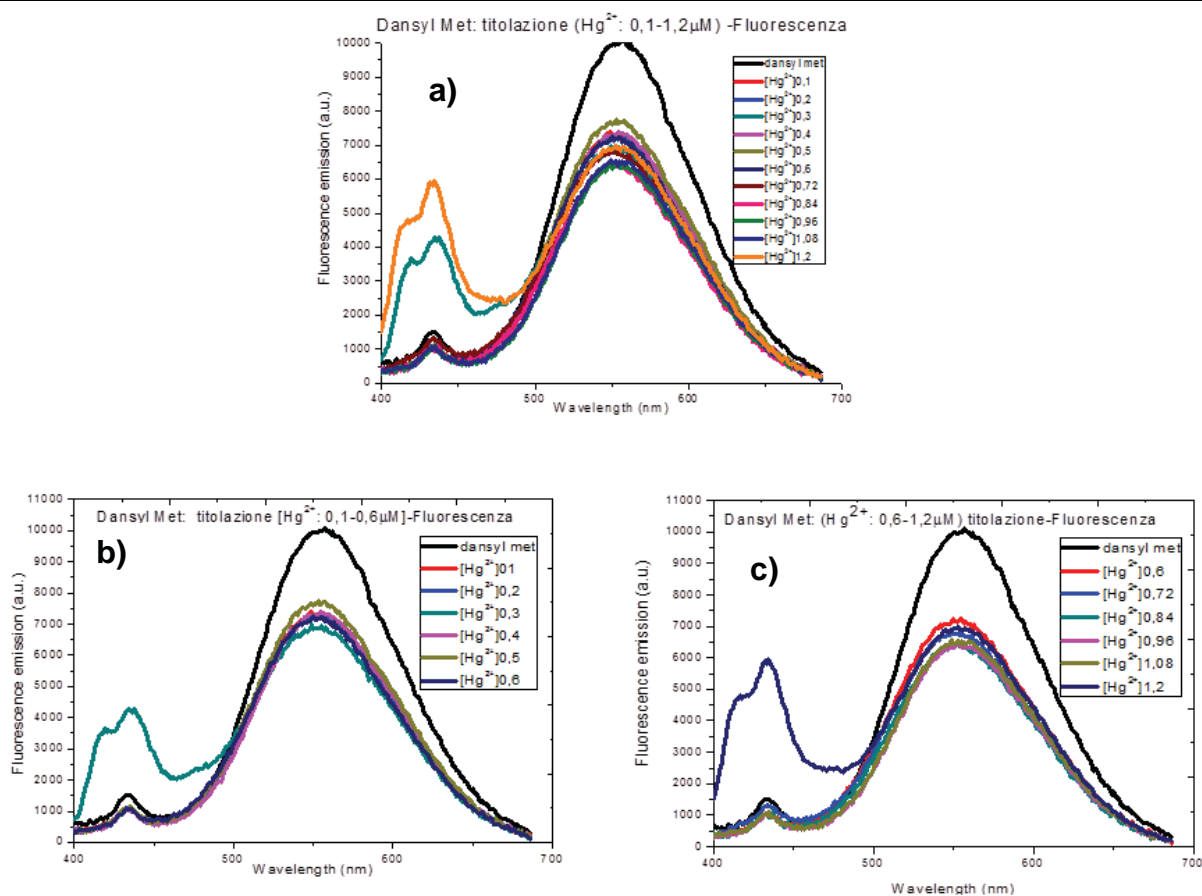 Dansyl Met: titolazione (Hg²⁺: 0,1-1,2µM) -Fluorescenza
a)
10000
9000
8000
7000
6000
5000
4000
3000
2000
1000
0
Fluorescence emission (a.u.)
400
500
600
700
Wavelength (nm)
dansyl met
[Hg²⁺]0,1
[Hg²⁺]0,2
[Hg²⁺]0,3
[Hg²⁺]0,4
[Hg²⁺]0,5
[Hg²⁺]0,6
[Hg²⁺]0,72
[Hg²⁺]0,84
[Hg²⁺]0,96
[Hg²⁺]1,08
[Hg²⁺]1,2
Dansyl Met: titolazione [Hg²⁺: 0,1-0,6µM]-Fluorescenza
b)
11000
10000
9000
8000
7000
6000
5000
4000
3000
2000
1000
0
Fluorescence emission (a.u.)
400
500
600
700
Wavelength (nm)
dansyl met
[Hg²⁺]01
[Hg²⁺]0,2
[Hg²⁺]0,3
[Hg²⁺]0,4
[Hg²⁺]0,5
[Hg²⁺]0,6
Dansyl Met: (Hg²⁺: 0,6-1,2µM) titolazione-Fluorescenza
c)
11000
10000
9000
8000
7000
6000
5000
4000
3000
2000
1000
0
Fluorescence emission (a.u.)
400
500
600
700
Wavelength (nm)
dansyl met
[Hg²⁺]0,6
[Hg²⁺]0,72
[Hg²⁺]0,84
[Hg²⁺]0,96
[Hg²⁺]1,08
[Hg²⁺]1,2